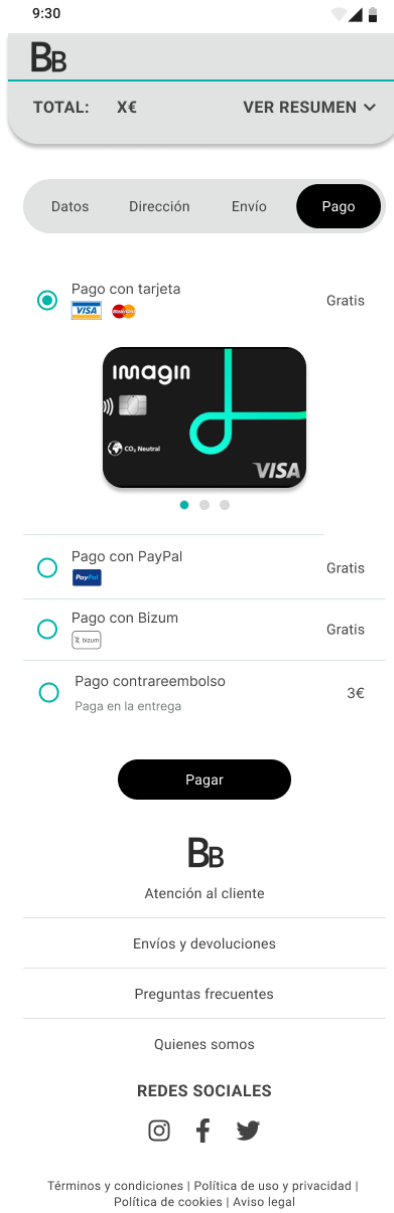 9:30
BB
TOTAL: X€ VER RESUMEN
Datos Dirección Envío Pago
Pago con tarjeta
Gratis
VISA MasterCard
imagin
CO₂ Neutral
VISA
Pago con PayPal
Gratis
PayPal
Pago con Bizum
Gratis
bizum
Pago contrareembolso
3€
Paga en la entrega
Pagar
BB
Atención al cliente
Envíos y devoluciones
Preguntas frecuentes
Quienes somos
REDES SOCIALES
Términos y condiciones | Política de uso y privacidad |
Política de cookies | Aviso legal